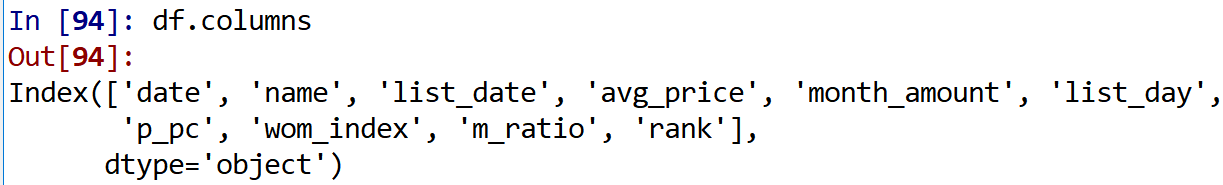 In [94]: df.columns
Out[94]:
Index(['date', 'name', 'list_date', 'avg_price', 'month_amount', 'list_day',
'p_pc', 'wom_index', 'm_ratio', 'rank'],
dtype='object')